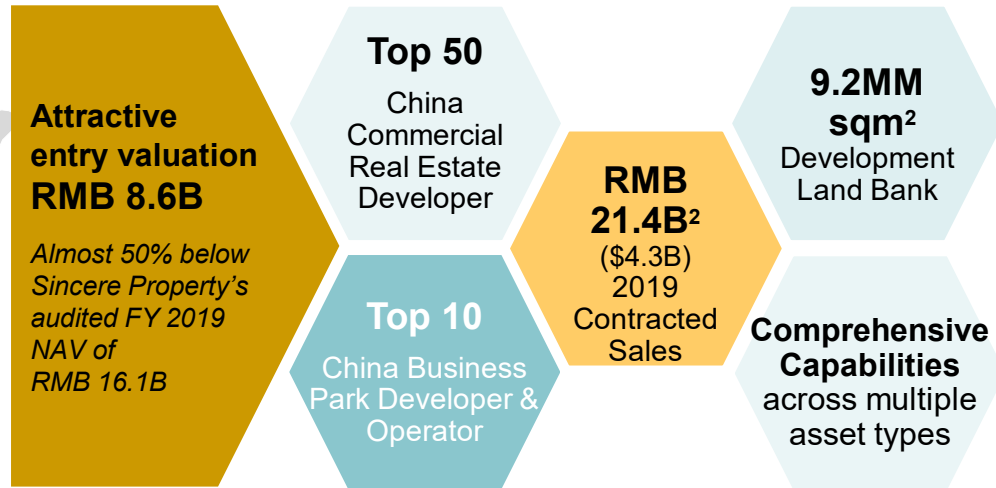 Attractive
entry valuation
RMB 8.6B
Almost 50% below
Sincere Property's
audited FY 2019
NAV of
RMB 16.1B
Top 50
China
Commercial
Real Estate
Developer
Top 10
China Business
Park Developer &
Operator
RMB
21.4B²
($4.3B)
2019
Contracted
Sales
9.2MM
sqm²
Development
Land Bank
Comprehensive
Capabilities
across multiple
asset types